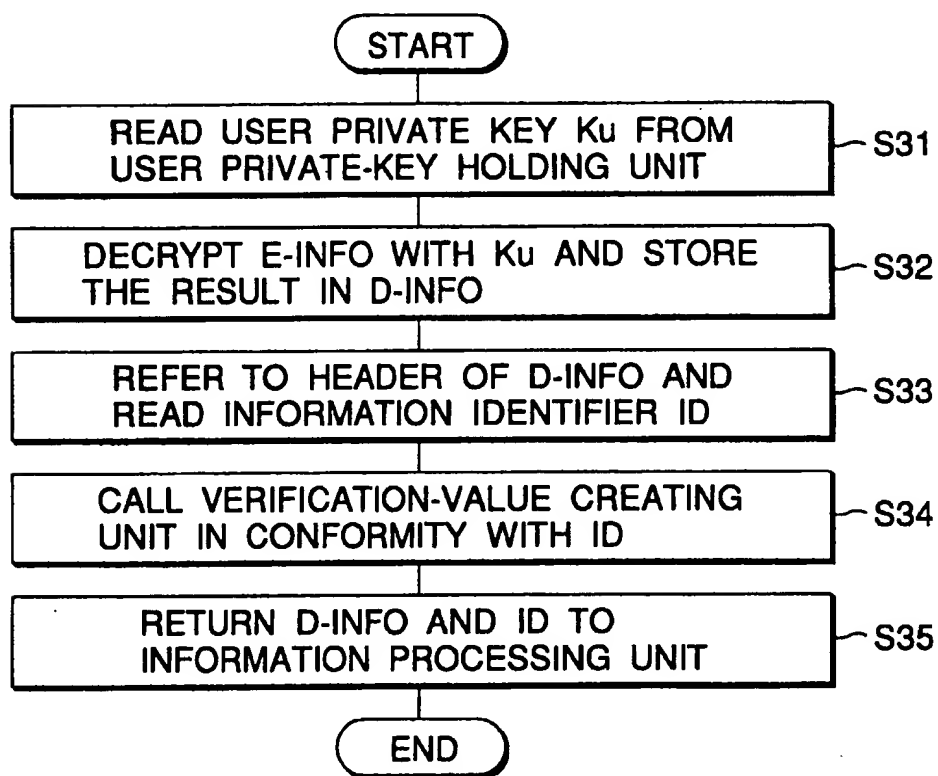 START
READ USER PRIVATE KEY Ku FROM
USER PRIVATE-KEY HOLDING UNIT
S31
DECRYPT E-INFO WITH Ku AND STORE
THE RESULT IN D-INFO
S32
REFER TO HEADER OF D-INFO AND
READ INFORMATION IDENTIFIER ID
S33
CALL VERIFICATION-VALUE CREATING
UNIT IN CONFORMITY WITH ID
S34
RETURN D-INFO AND ID TO
INFORMATION PROCESSING UNIT
S35
END